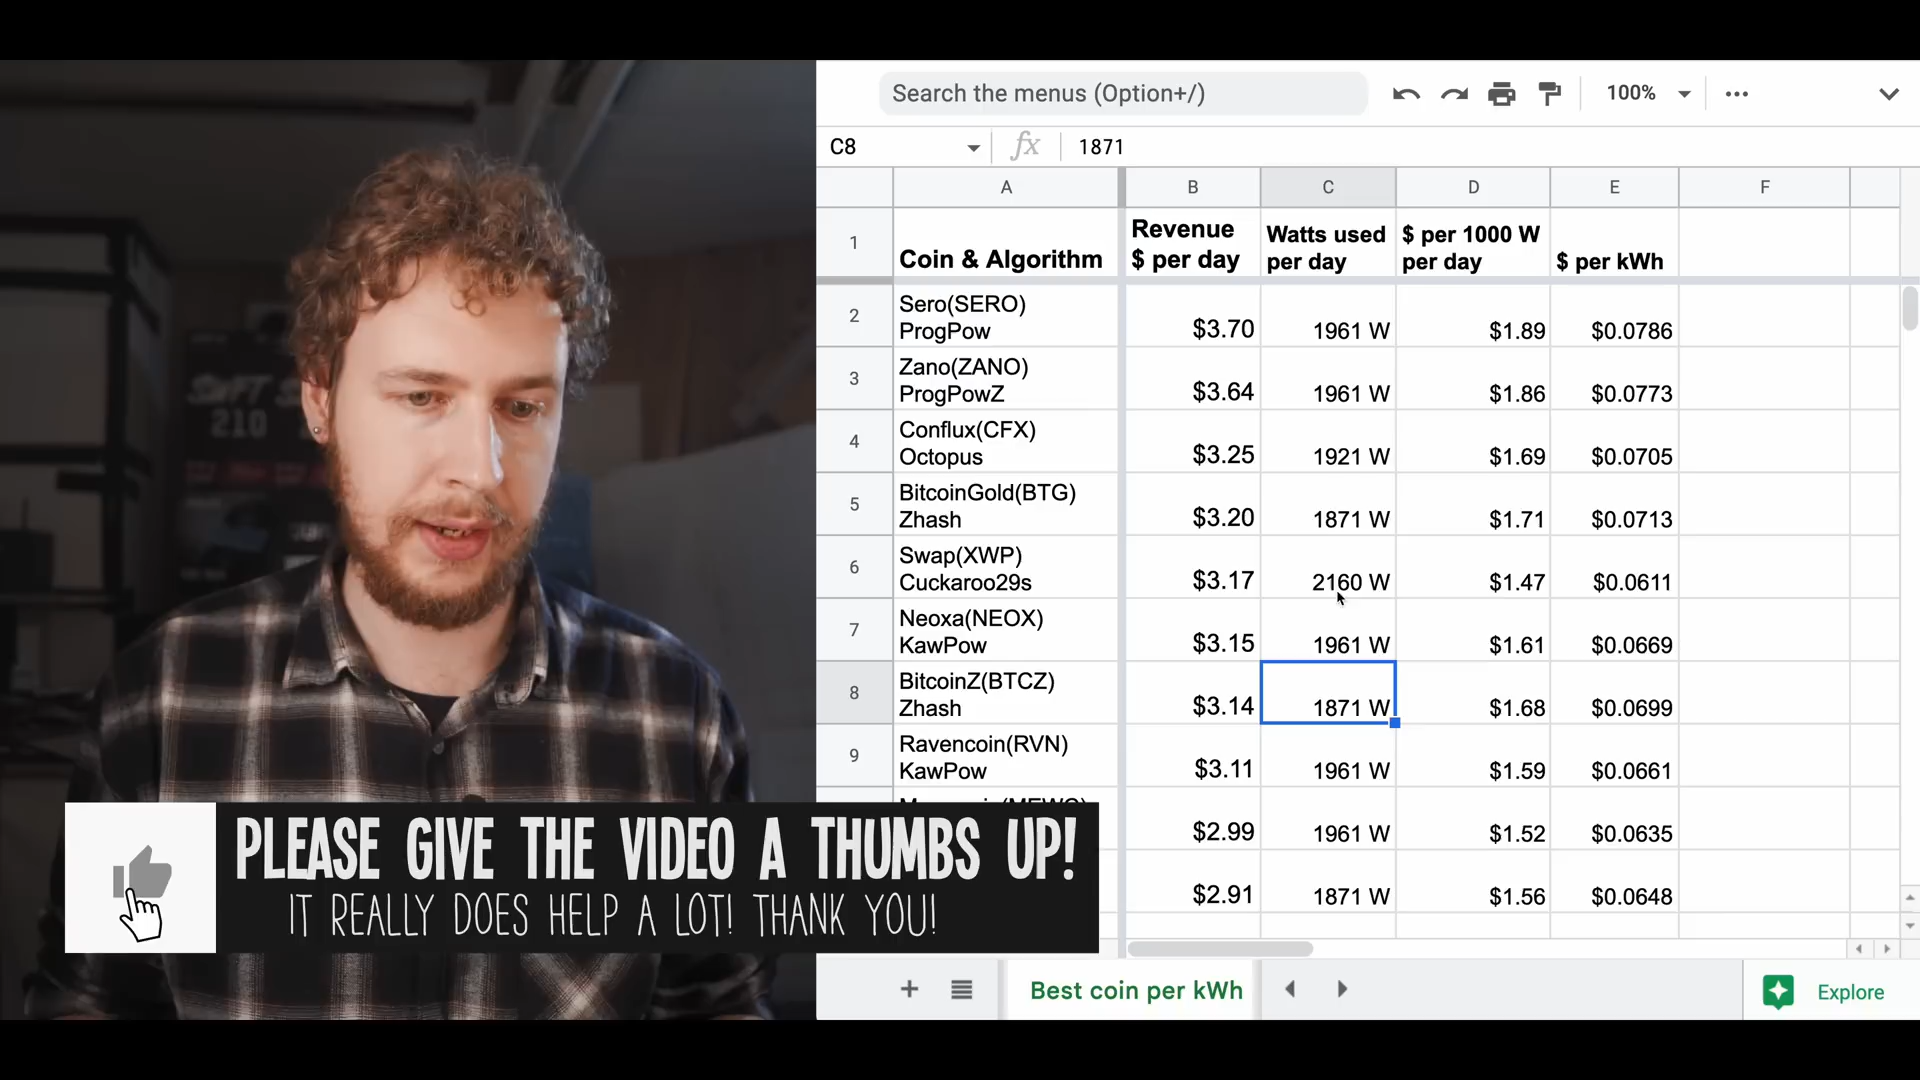 Search the menus (Option+/)
100%
C8
fx
1871
A B C D E F
1 Coin & Algorithm Revenue $ per day Watts used per day $ per 1000 W per day $ per kWh
2 Sero(SERO) ProgPow $3.70 1961 W $1.89 $0.0786
3 Zano(ZANO) ProgPowZ $3.64 1961 W $1.86 $0.0773
4 Conflux(CFX) Octopus $3.25 1921 W $1.69 $0.0705
5 BitcoinGold(BTG) Zhash $3.20 1871 W $1.71 $0.0713
6 Swap(XWP) Cuckaroo29s $3.17 2160 W $1.47 $0.0611
7 Neoxa(NEOX) KawPow $3.15 1961 W $1.61 $0.0669
8 BitcoinZ(BTCZ) Zhash $3.14 1871 W $1.68 $0.0699
9 Ravencoin(RVN) KawPow $3.11 1961 W $1.59 $0.0661
$2.99 1961 W $1.52 $0.0635
$2.91 1871 W $1.56 $0.0648
PLEASE GIVE THE VIDEO A THUMBS UP!
IT REALLY DOES HELP A LOT! THANK YOU!
Best coin per kWh
Explore
SWFT
210